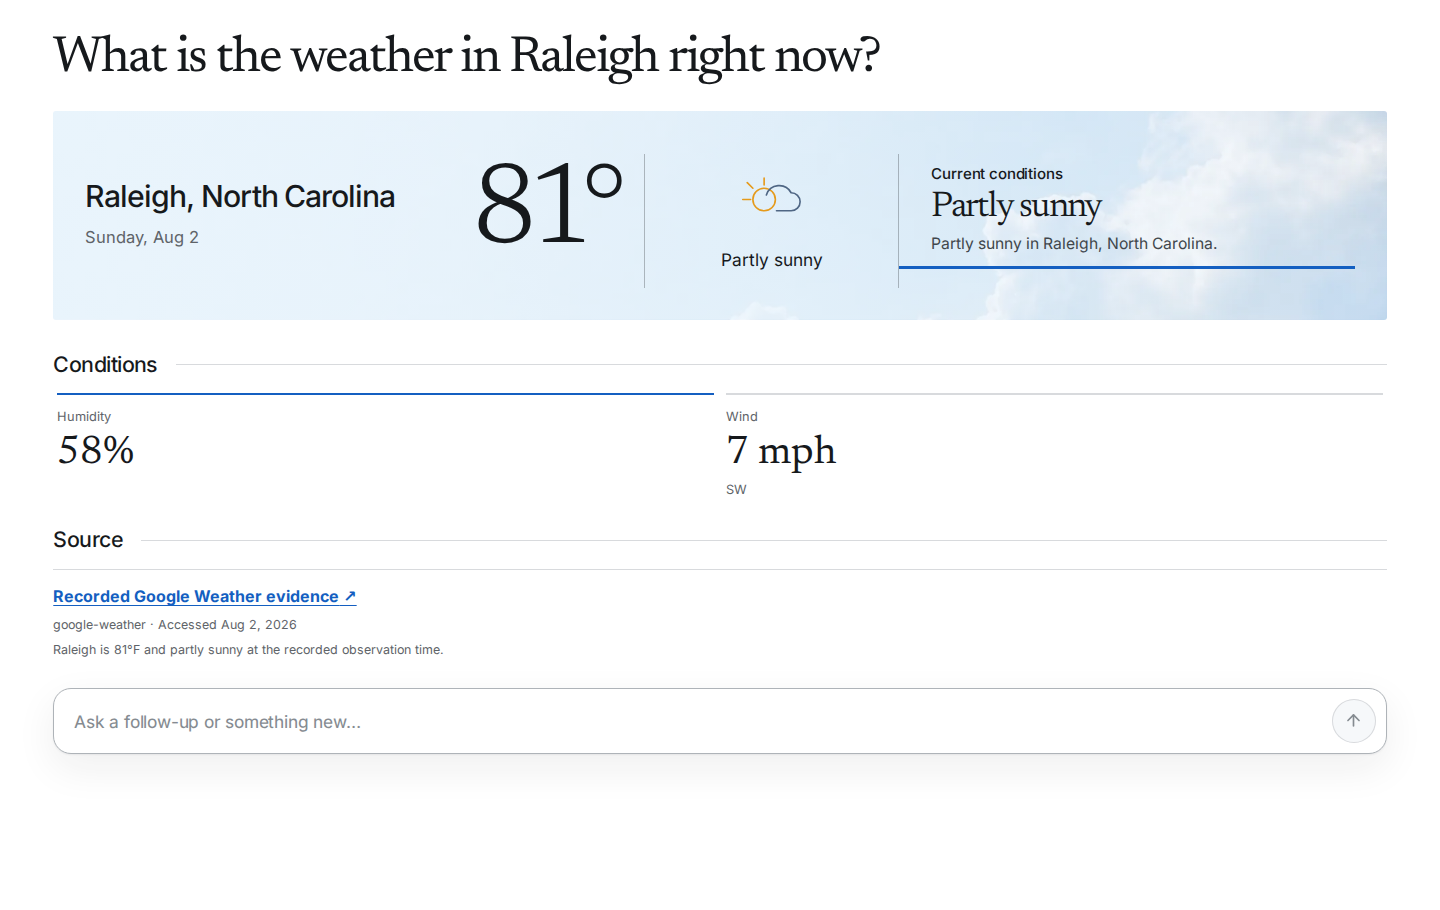 What is the weather in Raleigh right now?
Raleigh, North Carolina
Sunday, Aug 2
81°
Partly sunny
Current conditions
Partly sunny
Partly sunny in Raleigh, North Carolina.
Conditions
Humidity
58%
Wind
7 mph
SW
Source
Recorded Google Weather evidence ↗
google-weather · Accessed Aug 2, 2026
Raleigh is 81°F and partly sunny at the recorded observation time.
Ask a follow-up or something new...